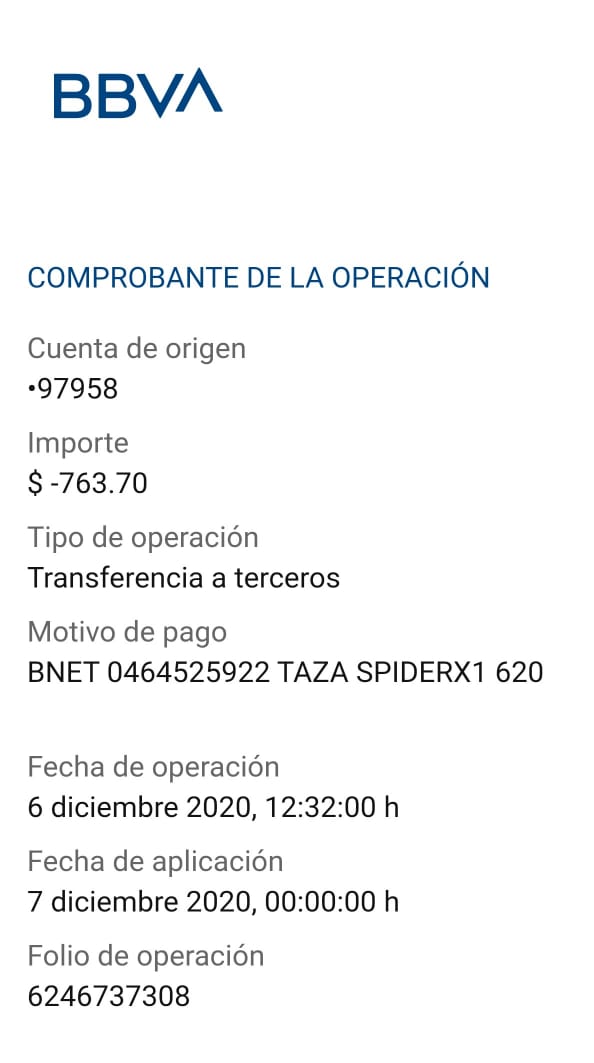 BBVA
COMPROBANTE DE LA OPERACIÓN
Cuenta de origen
•97958
Importe
$ -763.70
Tipo de operación
Transferencia a terceros
Motivo de pago
BNET 0464525922 TAZA SPIDERX1 620
Fecha de operación
6 diciembre 2020, 12:32:00 h
Fecha de aplicación
7 diciembre 2020, 00:00:00 h
Folio de operación
6246737308